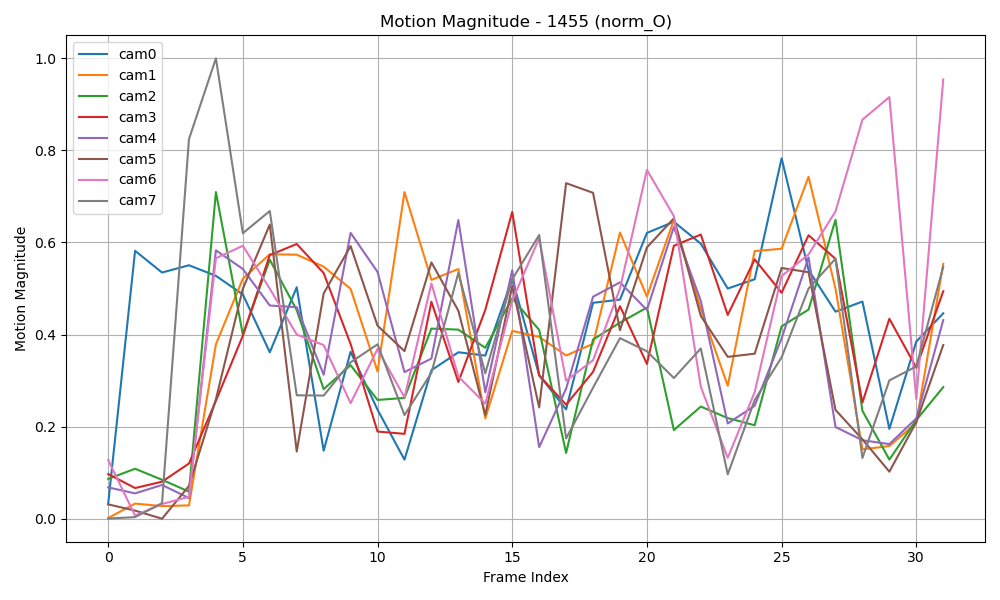 Motion Magnitude - 1455 (norm_O)
cam0
cam1
cam2
cam3
cam4
cam5
cam6
cam7
Motion Magnitude
1.0
0.8
0.6
0.4
0.2
0.0
0 5 10 15 20 25 30
Frame Index